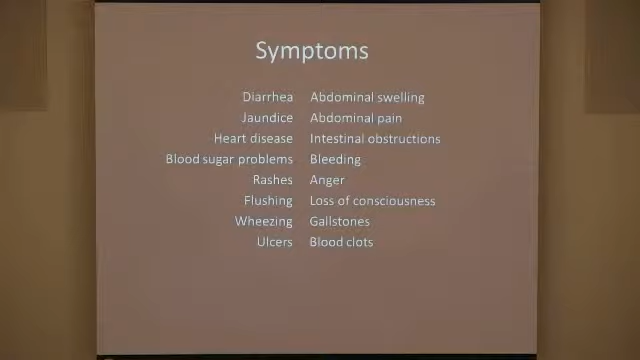 Symptoms
Diarrhea Abdominal swelling
Jaundice Abdominal pain
Heart disease Intestinal obstructions
Blood sugar problems Bleeding
Rashes Anger
Flushing Loss of consciousness
Wheezing Gallstones
Ulcers Blood clots